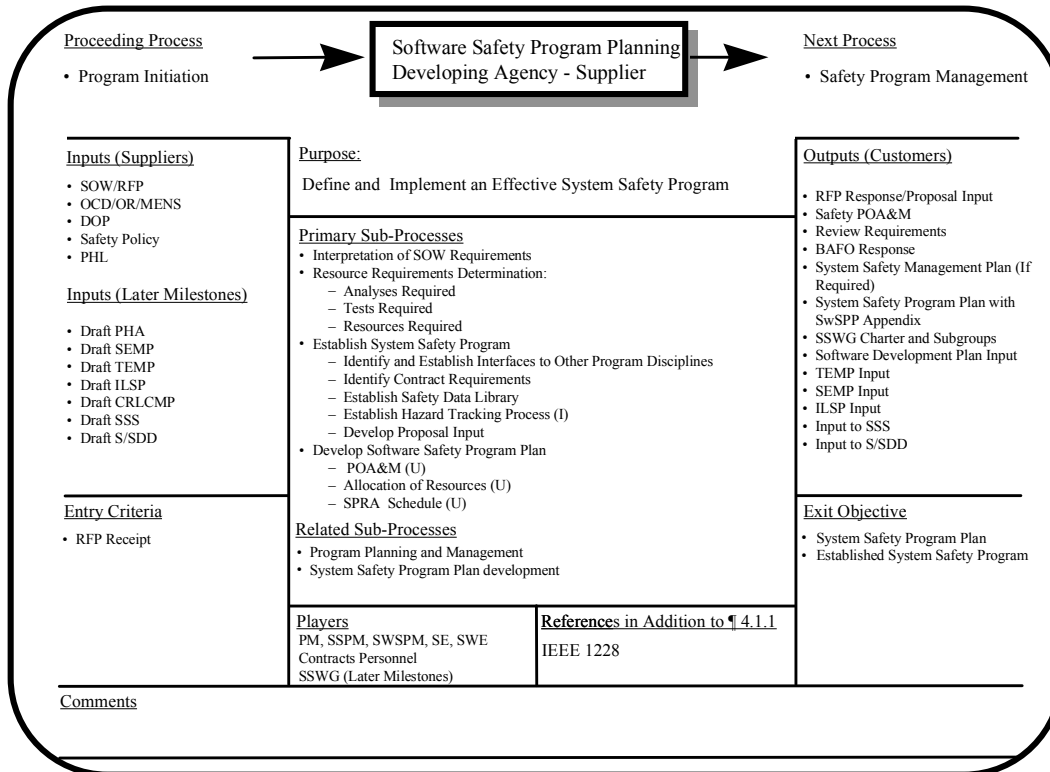 Proceeding Process
• Program Initiation
Software Safety Program Planning
Developing Agency - Supplier
Next Process
• Safety Program Management
Inputs (Suppliers)
• SOW/RFP
• OCD/OR/MENS
• DOP
• Safety Policy
• PHL
Inputs (Later Milestones)
• Draft PHA
• Draft SEMP
• Draft TEMP
• Draft ILSP
• Draft CRLCMP
• Draft SSS
• Draft S/SDD
Entry Criteria
• RFP Receipt
Purpose:
Define and Implement an Effective System Safety Program
Primary Sub-Processes
• Interpretation of SOW Requirements
• Resource Requirements Determination:
– Analyses Required
– Tests Required
– Resources Required
• Establish System Safety Program
– Identify and Establish Interfaces to Other Program Disciplines
– Identify Contract Requirements
– Establish Safety Data Library
– Establish Hazard Tracking Process (I)
– Develop Proposal Input
• Develop Software Safety Program Plan
– POA&M (U)
– Allocation of Resources (U)
– SPRA Schedule (U)
Related Sub-Processes
• Program Planning and Management
• System Safety Program Plan development
Players
PM, SSPM, SWSPM, SE, SWE
Contracts Personnel
SSWG (Later Milestones)
References in Addition to ¶ 4.1.1
IEEE 1228
Outputs (Customers)
• RFP Response/Proposal Input
• Safety POA&M
• Review Requirements
• BAFO Response
• System Safety Management Plan (If
Required)
• System Safety Program Plan with
SwSPP Appendix
• SSWG Charter and Subgroups
• Software Development Plan Input
• TEMP Input
• SEMP Input
• ILSP Input
• Input to SSS
• Input to S/SDD
Exit Objective
• System Safety Program Plan
• Established System Safety Program
Comments